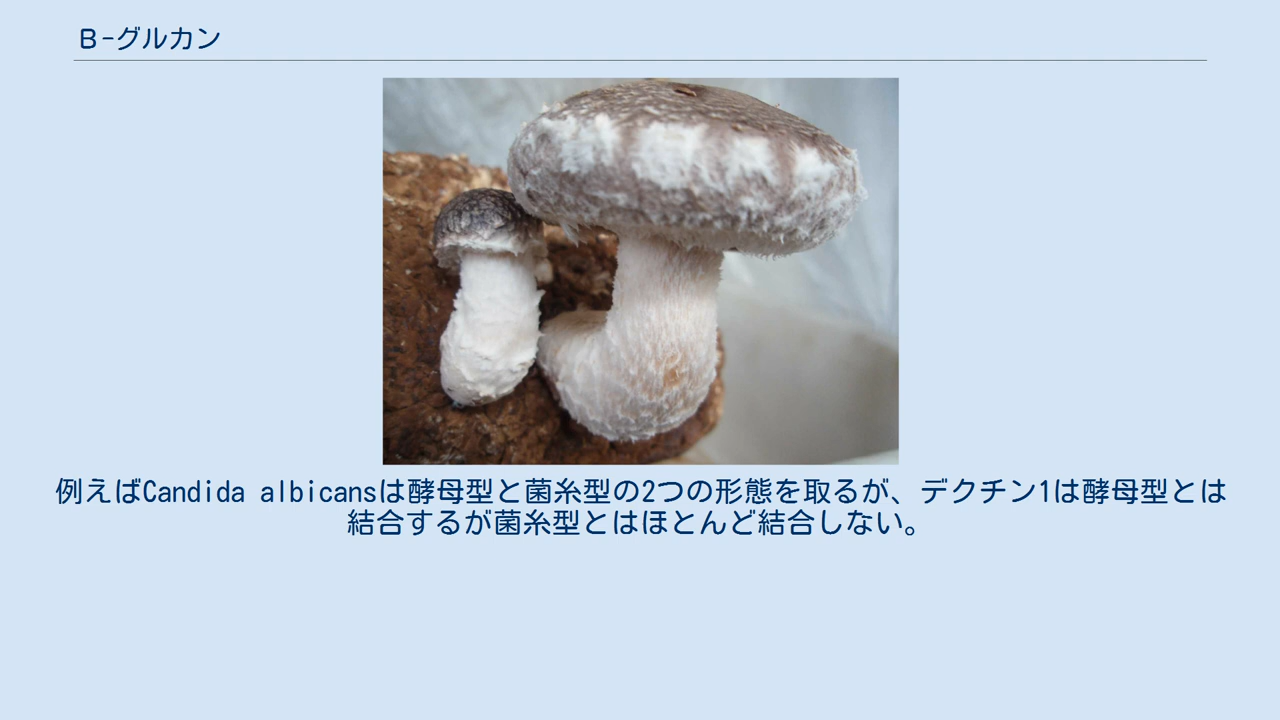 Β-グルカン
例えばCandida albicansは酵母型と菌糸型の2つの形態を取るが、デクチン1は酵母型とは
結合するが菌糸型とはほとんど結合しない。